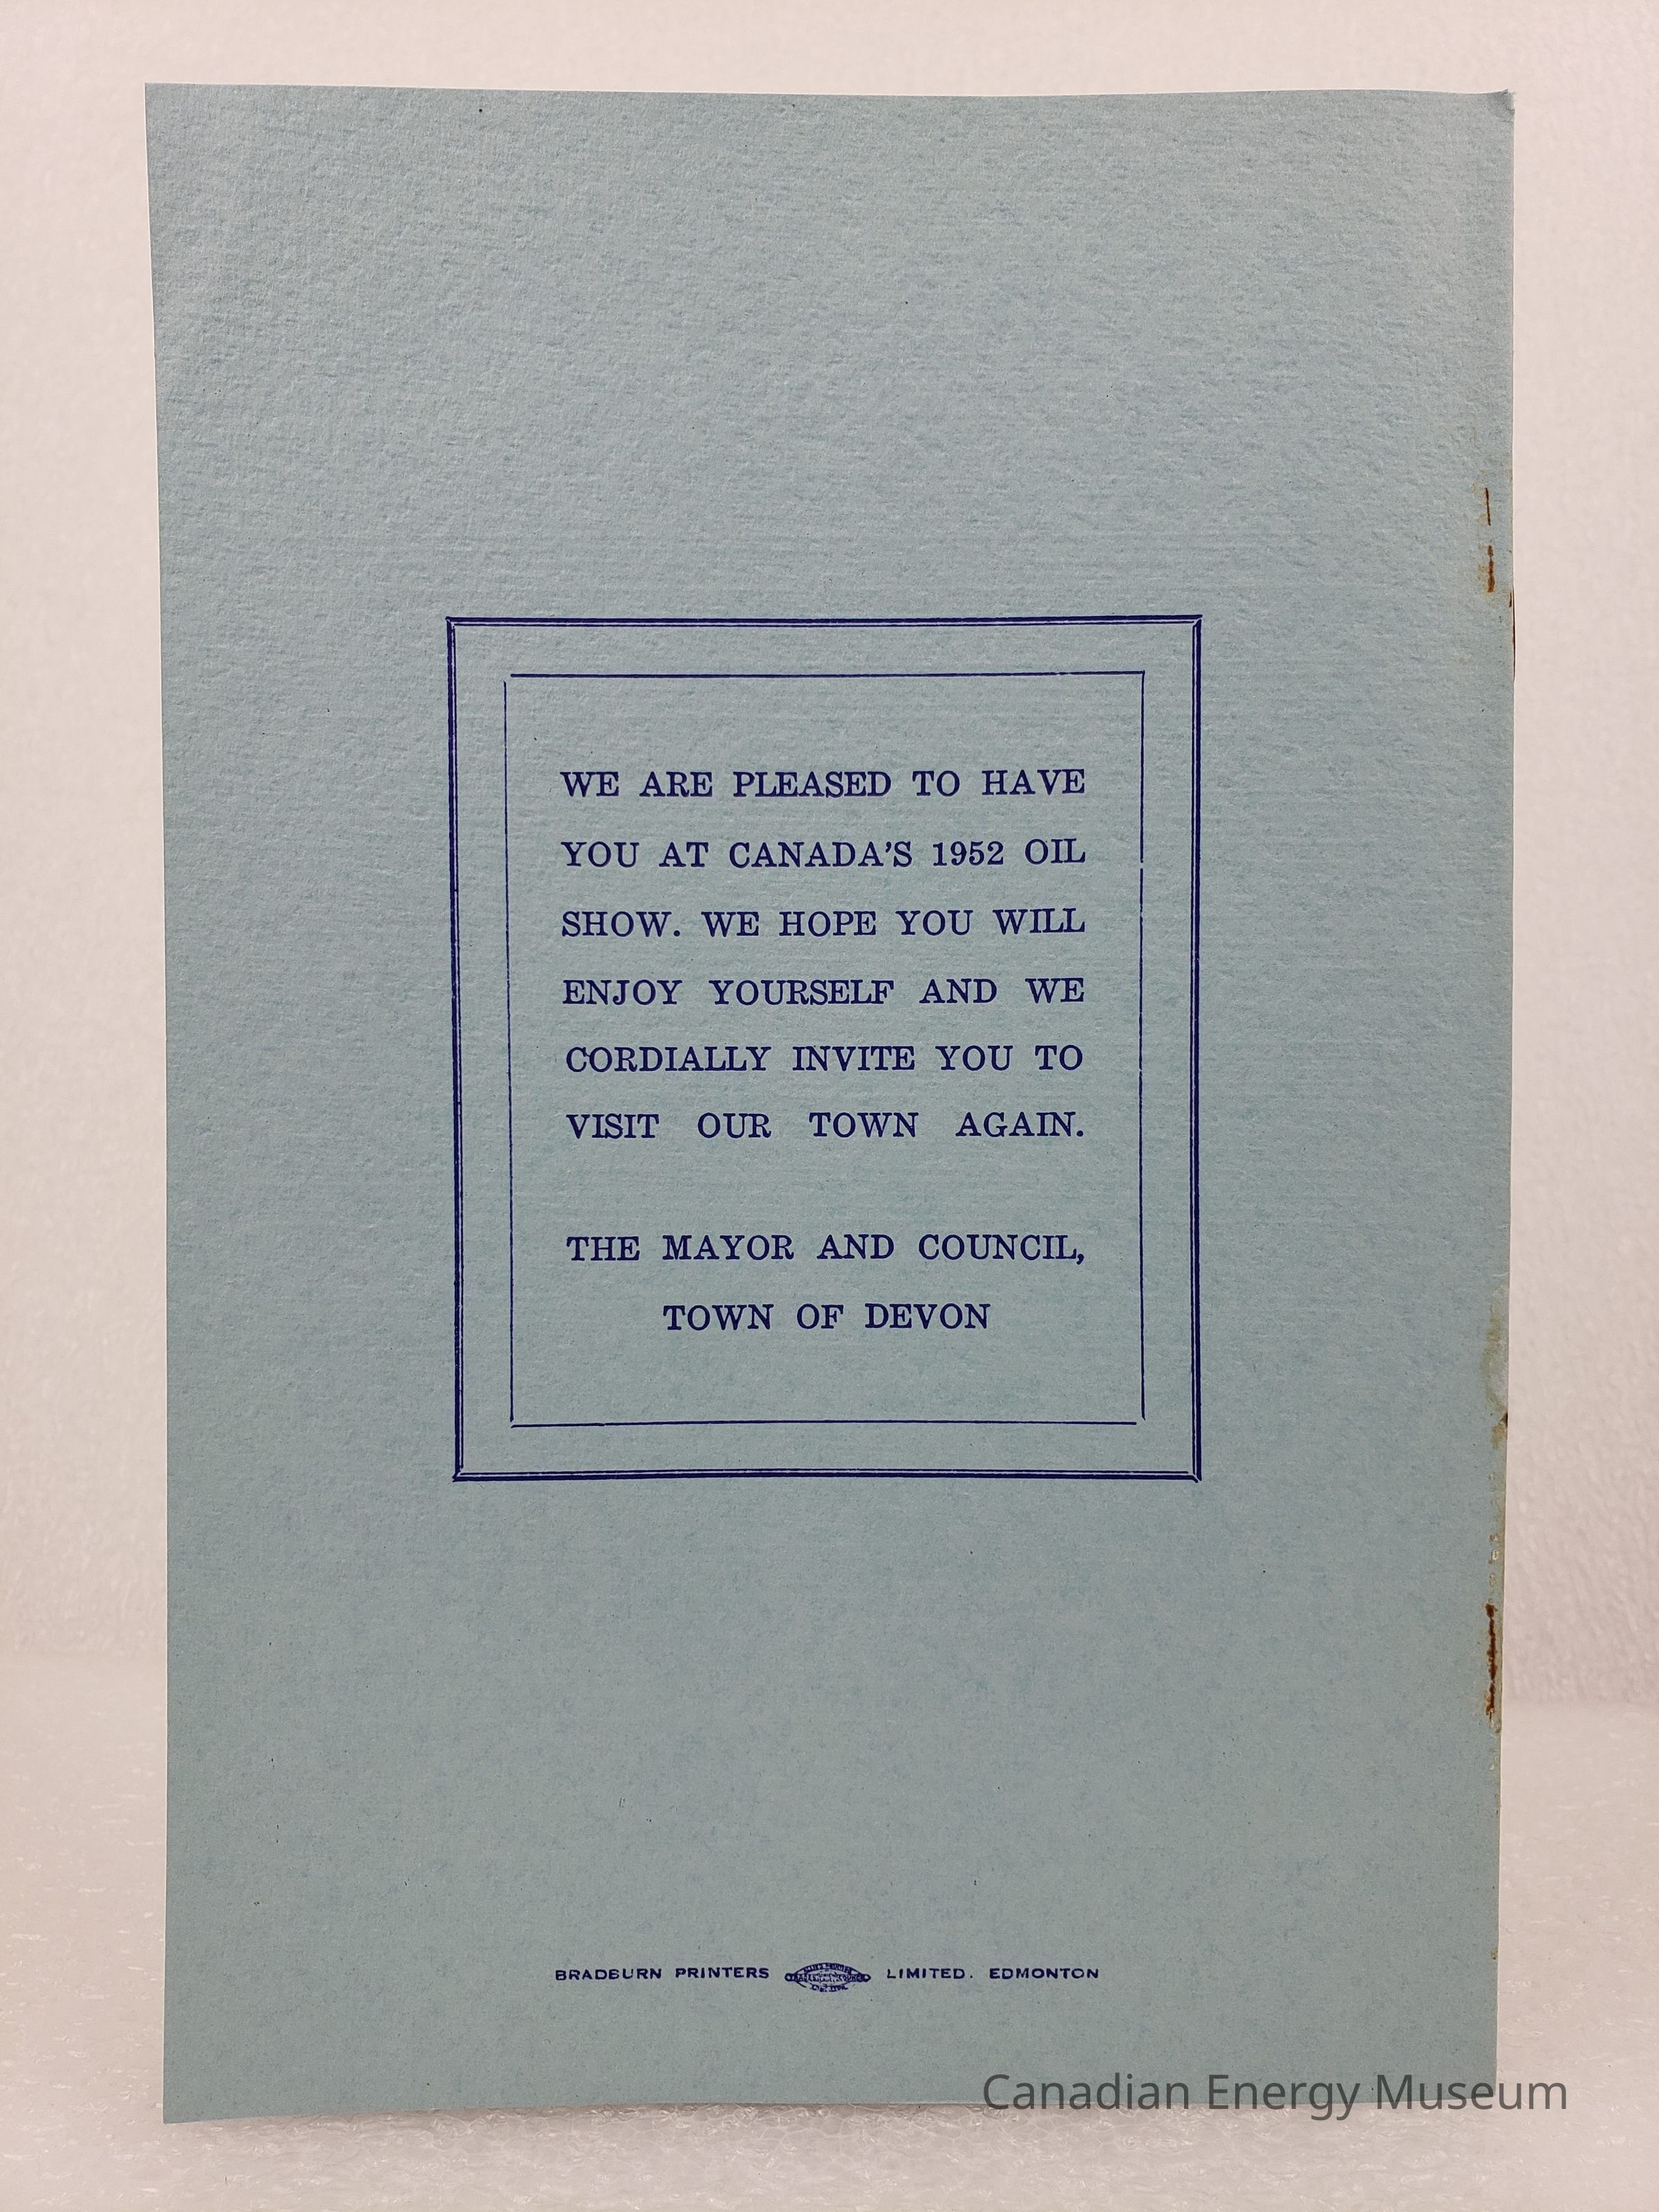 WE ARE PLEASED TO HAVE
YOU AT CANADA'S 1952 OIL
SHOW. WE HOPE YOU WILL
ENJOY YOURSELF AND WE
CORDIALLY INVITE YOU TO
VISIT OUR TOWN AGAIN.
THE MAYOR AND COUNCIL,
TOWN OF DEVON
BRADBURN PRINTERS LIMITED. EDMONTON
Canadian Energy Museum